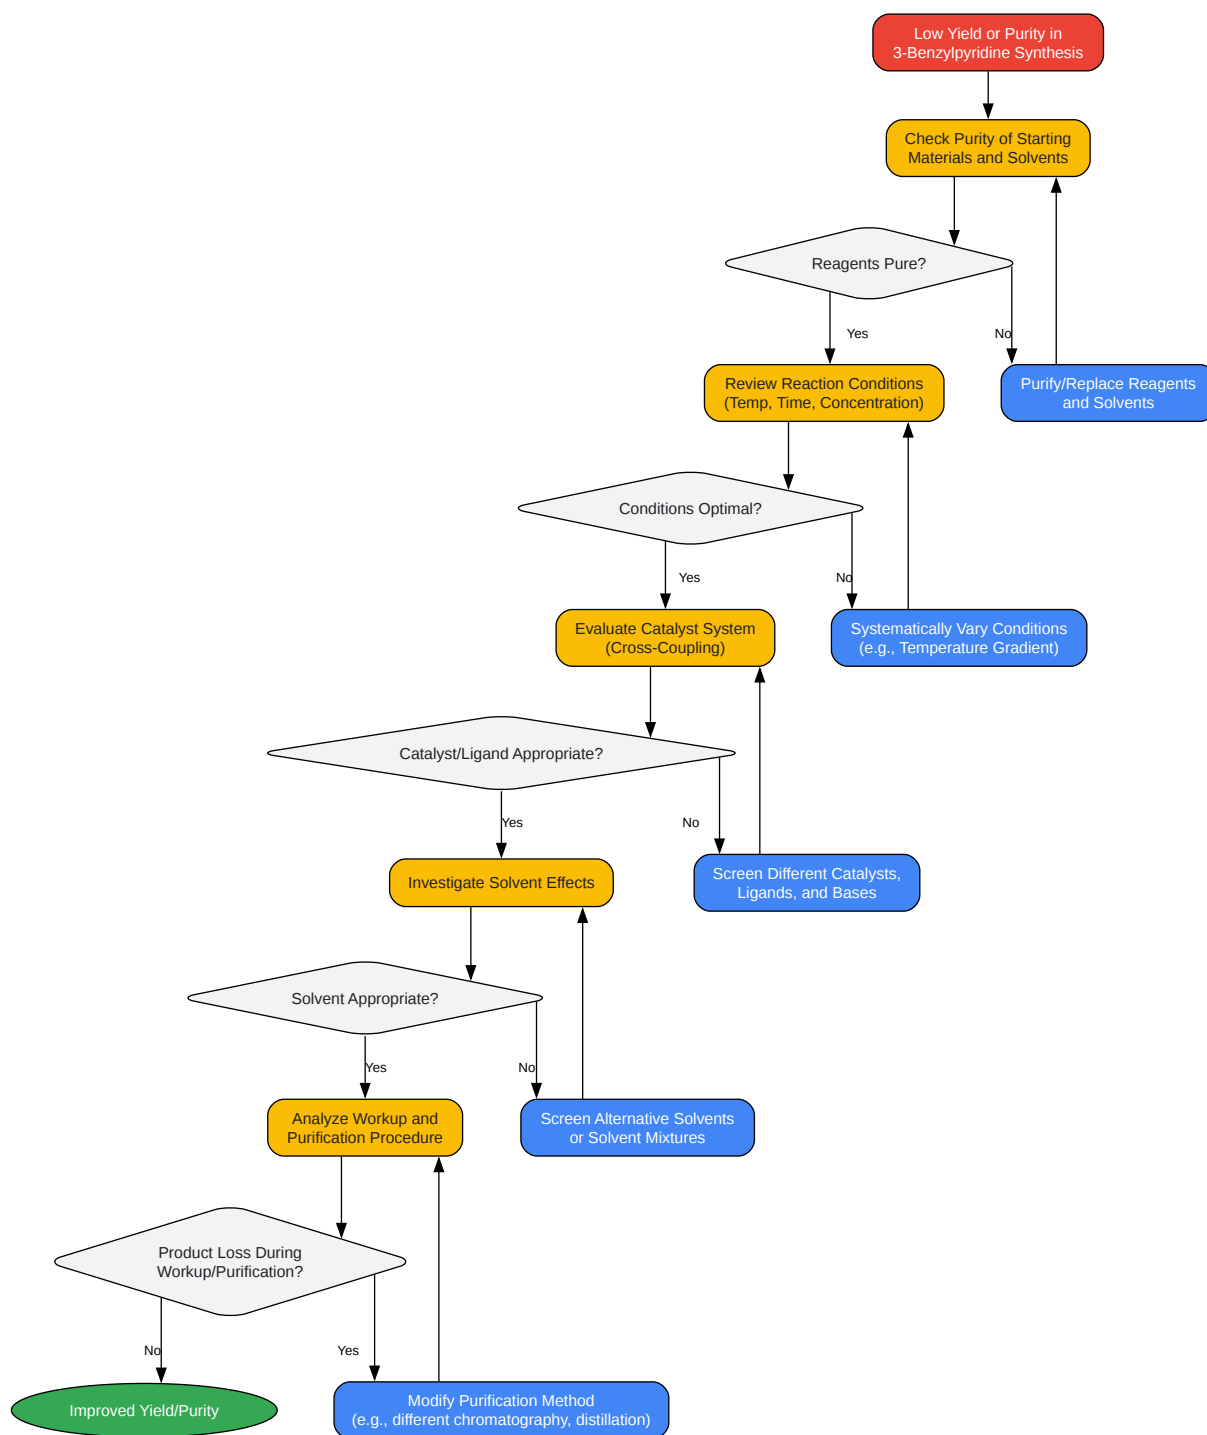 Low Yield or Purity in
3-Benzylpyridine Synthesis
Check Purity of Starting
Materials and Solvents
Reagents Pure?
Yes
No
Review Reaction Conditions
(Temp, Time, Concentration)
Purify/Replace Reagents
and Solvents
Conditions Optimal?
Yes
No
Evaluate Catalyst System
(Cross-Coupling)
Systematically Vary Conditions
(e.g., Temperature Gradient)
Catalyst/Ligand Appropriate?
Yes
No
Investigate Solvent Effects
Screen Different Catalysts,
Ligands, and Bases
Solvent Appropriate?
Yes
No
Analyze Workup and
Purification Procedure
Screen Alternative Solvents
or Solvent Mixtures
Product Loss During
Workup/Purification?
No
Yes
Improved Yield/Purity
Modify Purification Method
(e.g., different chromatography, distillation)